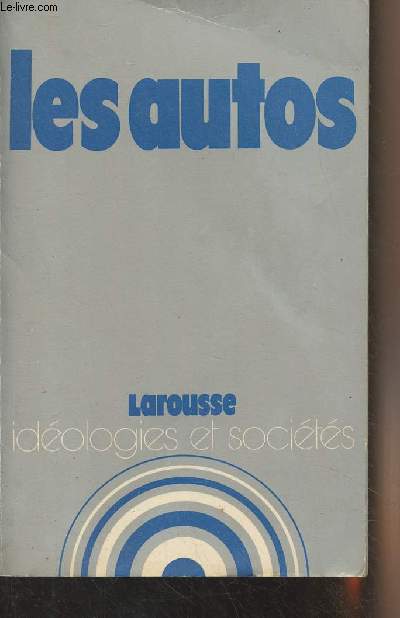 Le-livre.com
les autos
Larousse
idéologies et sociétés